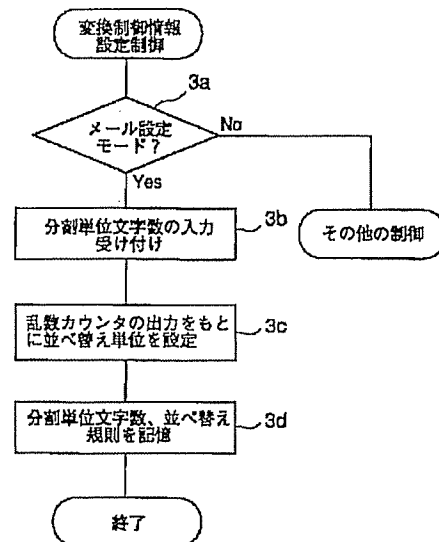 変換制御情報
設定制御
3a
メール設定
モード？
No
Yes
分割単位文字数の入力
受け付け
3b
その他の制御
乱数カウンタの出力をもと
に並べ替え単位を設定
3c
分割単位文字数、並べ替え
規則を記憶
3d
終了